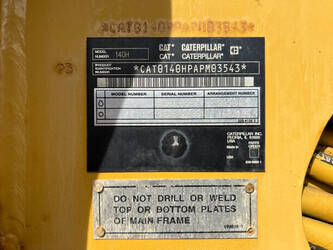 *CAT0140HPAPM03543*
MODEL NUMBER 140H CAT® CATERPILLAR®
PRODUCT IDENTIFICATION NUMBER CAT® CATERPILLAR®
*CAT0140HPAPM03543*
MODEL NUMBER SERIAL NUMBER ARRANGEMENT NUMBER
CATERPILLAR INC.
PEORIA, IL
U.S.A.
DO NOT DRILL OR WELD
TOP OR BOTTOM PLATES
OF MAIN FRAME